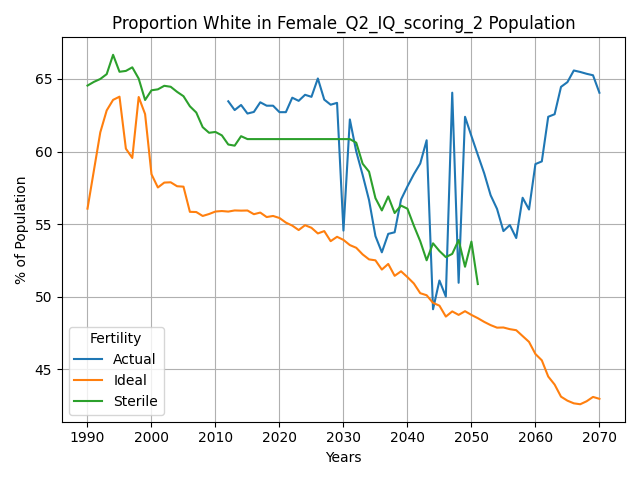 Proportion White in Female_Q2_IQ_scoring_2 Population
% of Population
65
60
55
50
45
Fertility
Actual
Ideal
Sterile
1990 2000 2010 2020 2030 2040 2050 2060 2070
Years